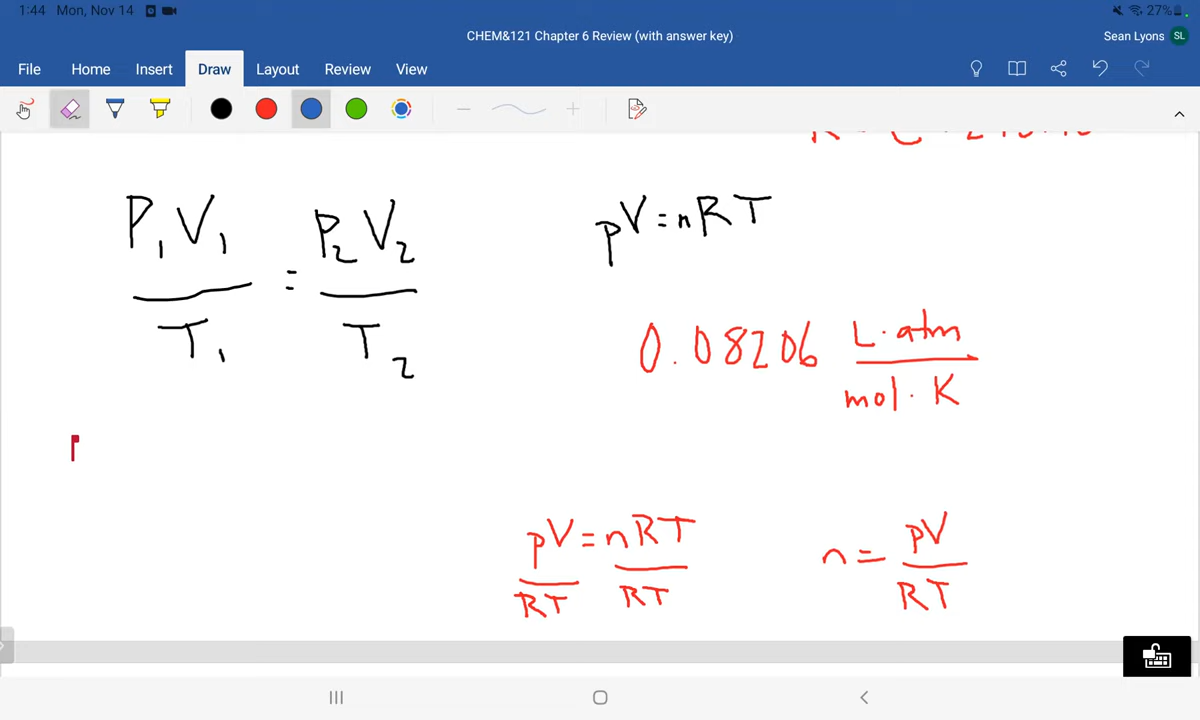 1:44 Mon, Nov 14 27%
CHEM&121 Chapter 6 Review (with answer key)
Sean Lyons SL
File Home Insert Draw Layout Review View
P₁V₁/T₁ = P₂V₂/T₂
pV=nRT
0.08206 L·atm/mol·K
pV/RT = nRT/RT
n = pV/RT